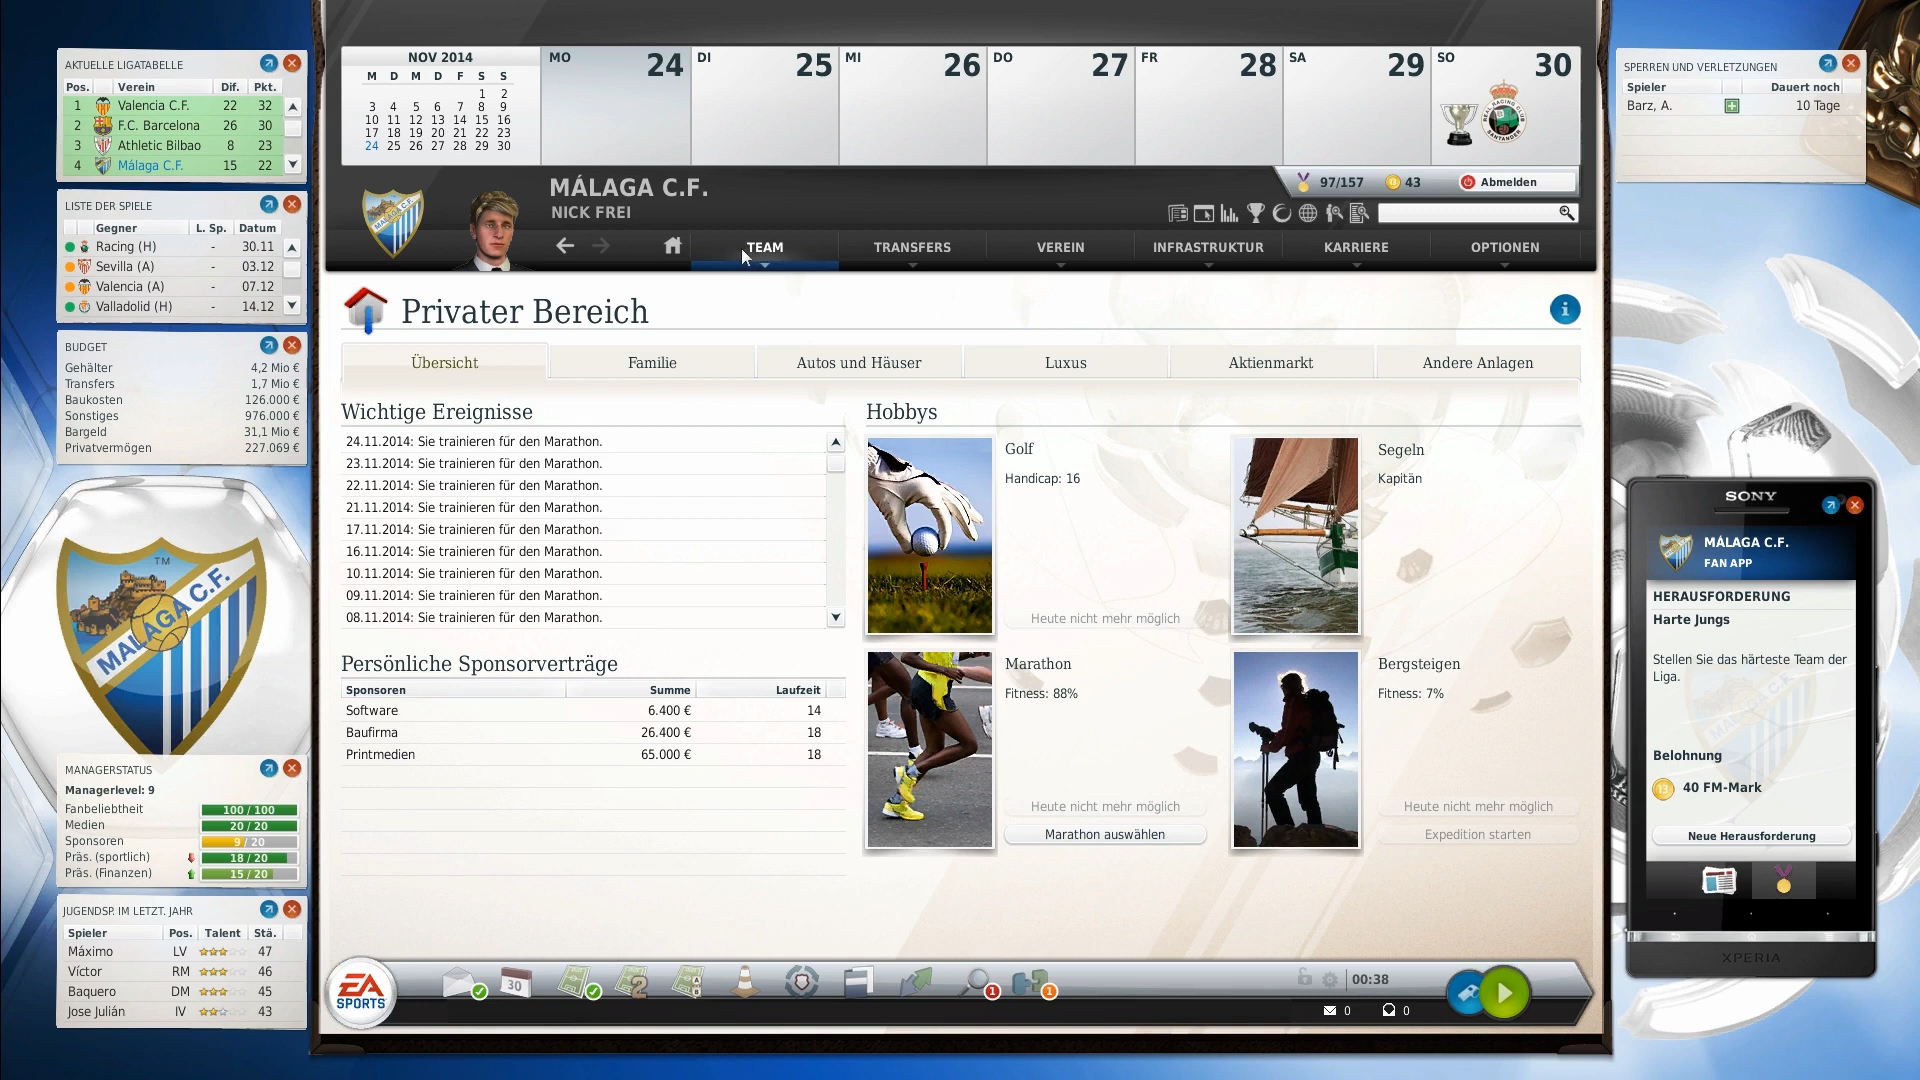 AKTUELLE LIGATABELLE
Pos. Verein Dif. Pkt.
1 Valencia C.F. 22 32
2 F.C. Barcelona 26 30
3 Athletic Bilbao 8 23
4 Málaga C.F. 15 22
LISTE DER SPIELE
Gegner L. Sp. Datum
Racing (H) - 30.11
Sevilla (A) - 03.12
Valencia (A) - 07.12
Valladolid (H) - 14.12
BUDGET
Gehälter 4,2 Mio €
Transfers 1,7 Mio €
Baukosten 126.000 €
Sonstiges 976.000 €
Bargeld 31,1 Mio €
Privatvermögen 227.069 €
TM
MALAGA C.F.
MANAGERSTATUS
Managerlevel: 9
Fanbeliebtheit 100 / 100
Medien 20 / 20
Sponsoren 9 / 20
Präs. (sportlich) 18 / 20
Präs. (Finanzen) 15 / 20
JUGENDSP. IM LETZT. JAHR
Spieler Pos. Talent Stä.
Máximo LV 47
Víctor RM 46
Baquero DM 45
Jose Julián IV 43
NOV 2014
M D M D F S S
1 2
3 4 5 6 7 8 9
10 11 12 13 14 15 16
17 18 19 20 21 22 23
24 25 26 27 28 29 30
MO 24
DI 25
MI 26
DO 27
FR 28
SA 29
SO 30
MÁLAGA C.F.
NICK FREI
97/157 43 Abmelden
TEAM TRANSFERS VEREIN INFRASTRUKTUR KARRIERE OPTIONEN
Privater Bereich
Übersicht Familie Autos und Häuser Luxus Aktienmarkt Andere Anlagen
Wichtige Ereignisse
24.11.2014: Sie trainieren für den Marathon.
23.11.2014: Sie trainieren für den Marathon.
22.11.2014: Sie trainieren für den Marathon.
21.11.2014: Sie trainieren für den Marathon.
17.11.2014: Sie trainieren für den Marathon.
16.11.2014: Sie trainieren für den Marathon.
10.11.2014: Sie trainieren für den Marathon.
09.11.2014: Sie trainieren für den Marathon.
08.11.2014: Sie trainieren für den Marathon.
Persönliche Sponsorverträge
Sponsoren Summe Laufzeit
Software 6.400 € 14
Baufirma 26.400 € 18
Printmedien 65.000 € 18
Hobbys
Golf
Handicap: 16
Heute nicht mehr möglich
Segeln
Kapitän
Marathon
Fitness: 88%
Heute nicht mehr möglich
Marathon auswählen
Bergsteigen
Fitness: 7%
Heute nicht mehr möglich
Expedition starten
EA
SPORTS
30
2
1
1
00:38
0 0
SPERREN UND VERLETZUNGEN
Spieler Dauert noch
Barz, A. 10 Tage
SONY
MÁLAGA C.F.
FAN APP
HERAUSFORDERUNG
Harte Jungs
Stellen Sie das härteste Team der
Liga.
Belohnung
40 FM-Mark
Neue Herausforderung
XPERIA